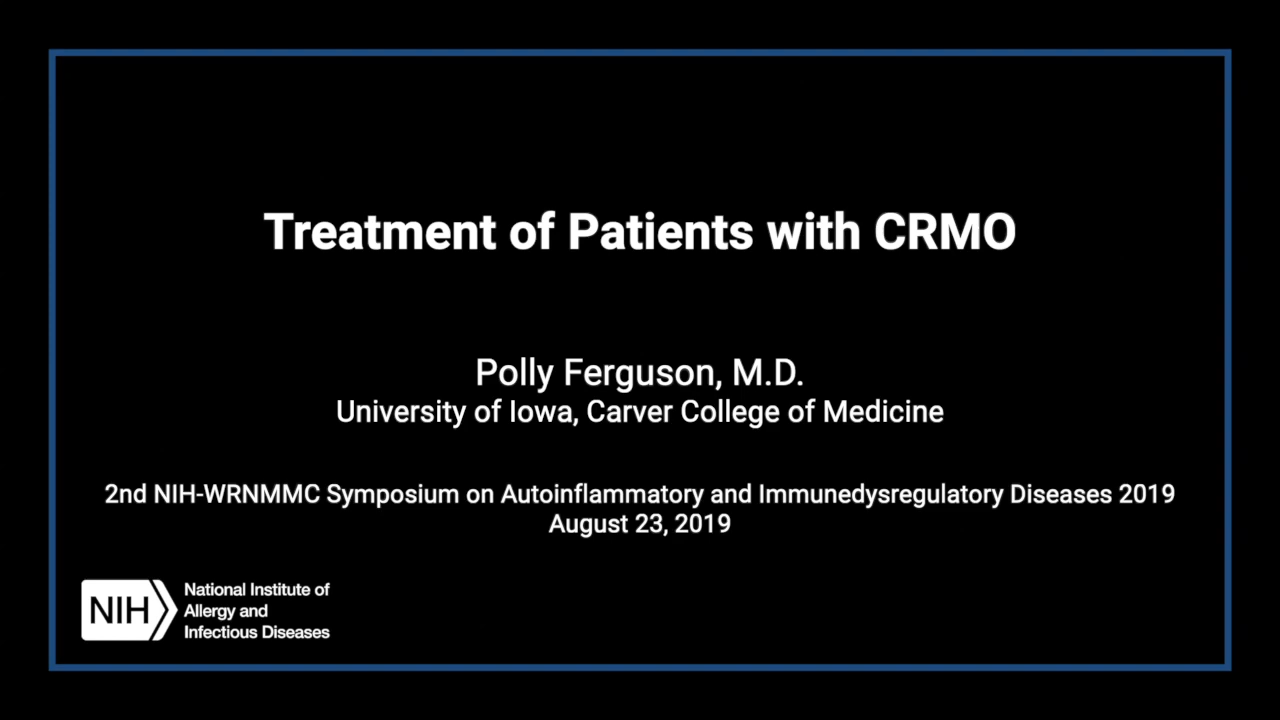 Treatment of Patients with CRMO
Polly Ferguson, M.D.
University of Iowa, Carver College of Medicine
2nd NIH-WRNMMC Symposium on Autoinflammatory and Immunedysregulatory Diseases 2019
August 23, 2019
NIH
National Institute of
Allergy and
Infectious Diseases